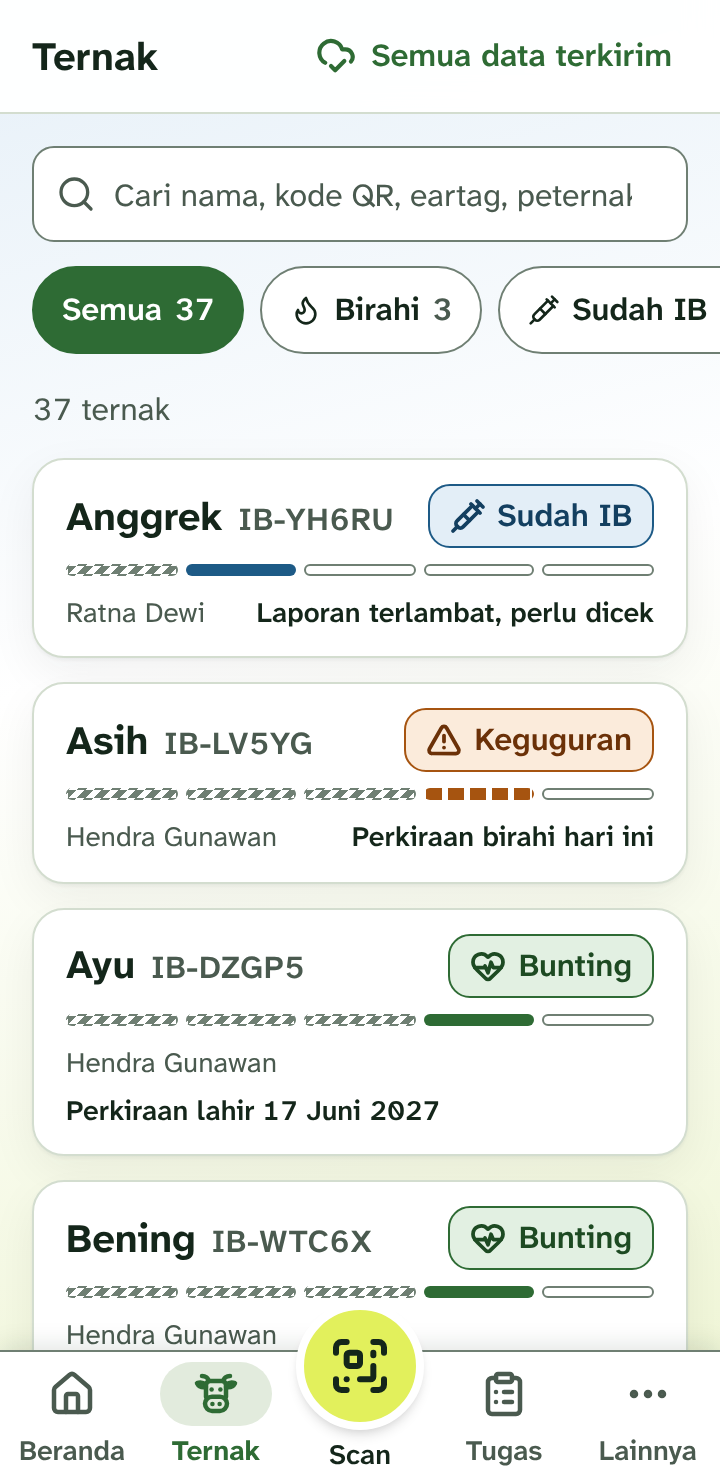 Ternak
Semua data terkirim
Cari nama, kode QR, eartag, peternak
Semua 37
Birahi 3
Sudah IB
37 ternak
Anggrek IB-YH6RU
Sudah IB
Ratna Dewi
Laporan terlambat, perlu dicek
Asih IB-LV5YG
Keguguran
Hendra Gunawan
Perkiraan birahi hari ini
Ayu IB-DZGP5
Bunting
Hendra Gunawan
Perkiraan lahir 17 Juni 2027
Bening IB-WTC6X
Bunting
Hendra Gunawan
Beranda
Ternak
Scan
Tugas
Lainnya